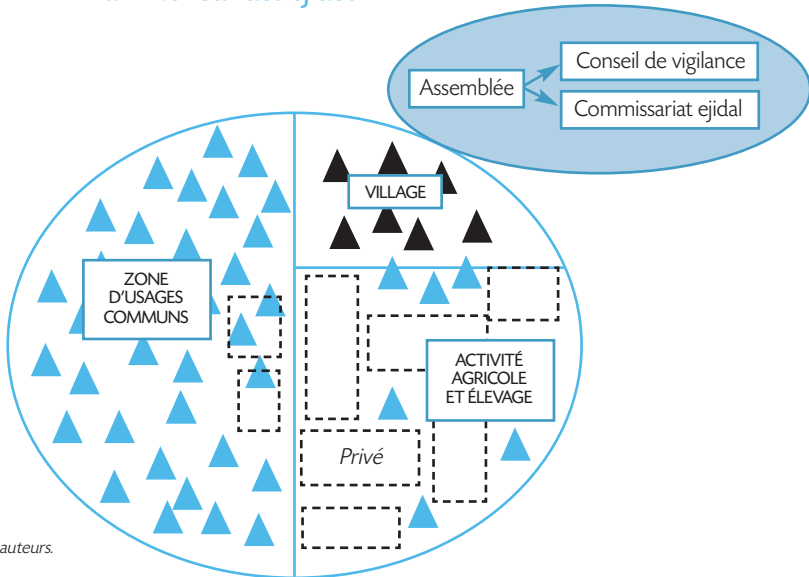 Conseil de vigilance
Assemblée
Commissariat ejidal
VILLAGE
ZONE
D'USAGES
COMMUNS
ACTIVITÉ
AGRICOLE
ET ÉLEVAGE
Privé
auteurs.